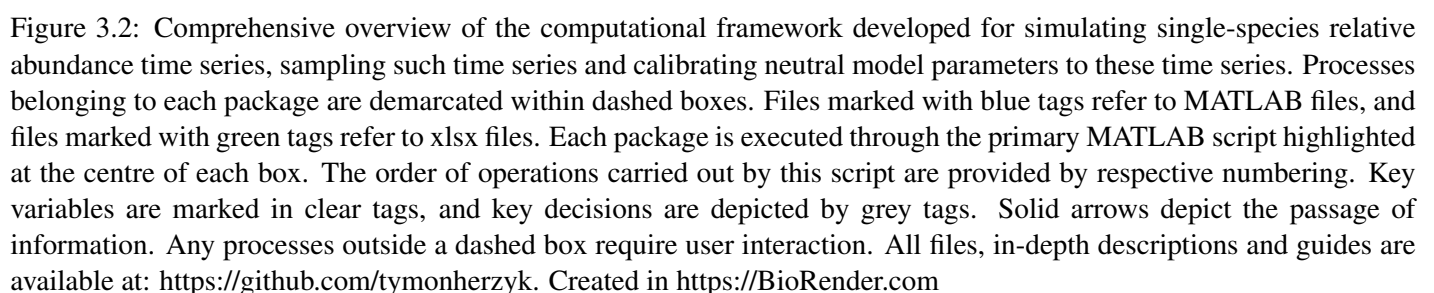 Figure 3.2: Comprehensive overview of the computational framework developed for simulating single-species relative
abundance time series, sampling such time series and calibrating neutral model parameters to these time series. Processes
belonging to each package are demarcated within dashed boxes. Files marked with blue tags refer to MATLAB files, and
files marked with green tags refer to xlsx files. Each package is executed through the primary MATLAB script highlighted
at the centre of each box. The order of operations carried out by this script are provided by respective numbering. Key
variables are marked in clear tags, and key decisions are depicted by grey tags. Solid arrows depict the passage of
information. Any processes outside a dashed box require user interaction. All files, in-depth descriptions and guides are
available at: https://github.com/tymonherzyk. Created in https://BioRender.com